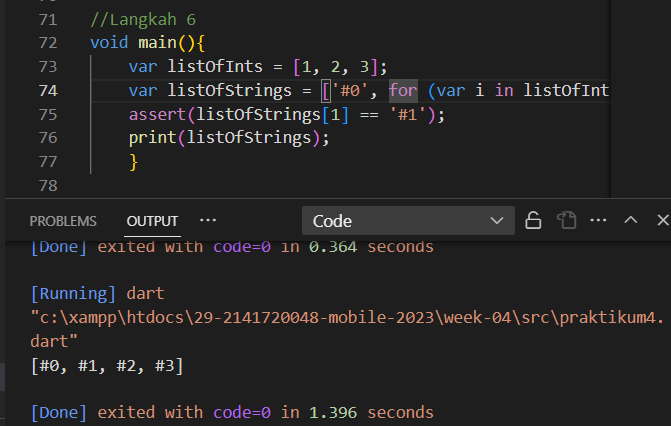 71 //Langkah 6
72 void main(){
73 var listOfInts = [1, 2, 3];
74 var listOfStrings = ['#0', for (var i in listOfInt
75 assert(listOfStrings[1] == '#1');
76 print(listOfStrings);
77 }
78
PROBLEMS OUTPUT ··· Code ···
[Done] exited with code=0 in 0.364 seconds
[Running] dart
"c:\xampp\htdocs\29-2141720048-mobile-2023\week-04\src\praktikum4.
dart"
[#0, #1, #2, #3]
[Done] exited with code=0 in 1.396 seconds